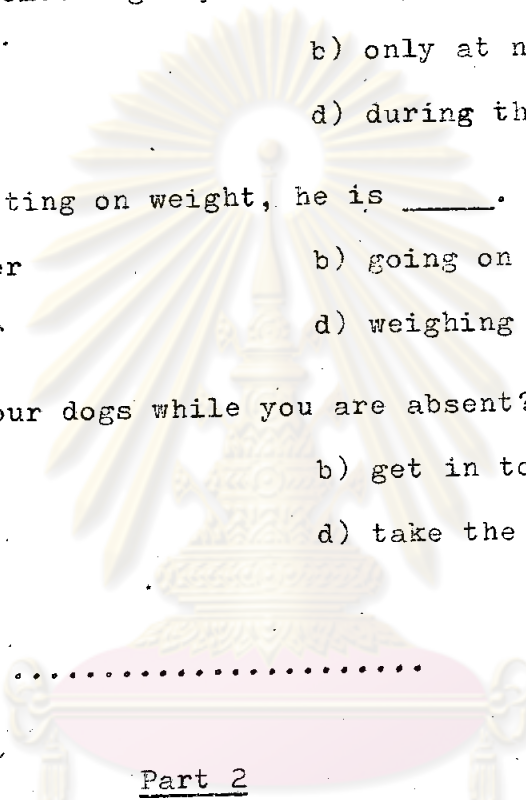 b) only at n
d) during th
ting on weight, he is _____.
er b) going on
d) weighing
our dogs while you are absent?
b) get in to
d) take the
........................
Part 2